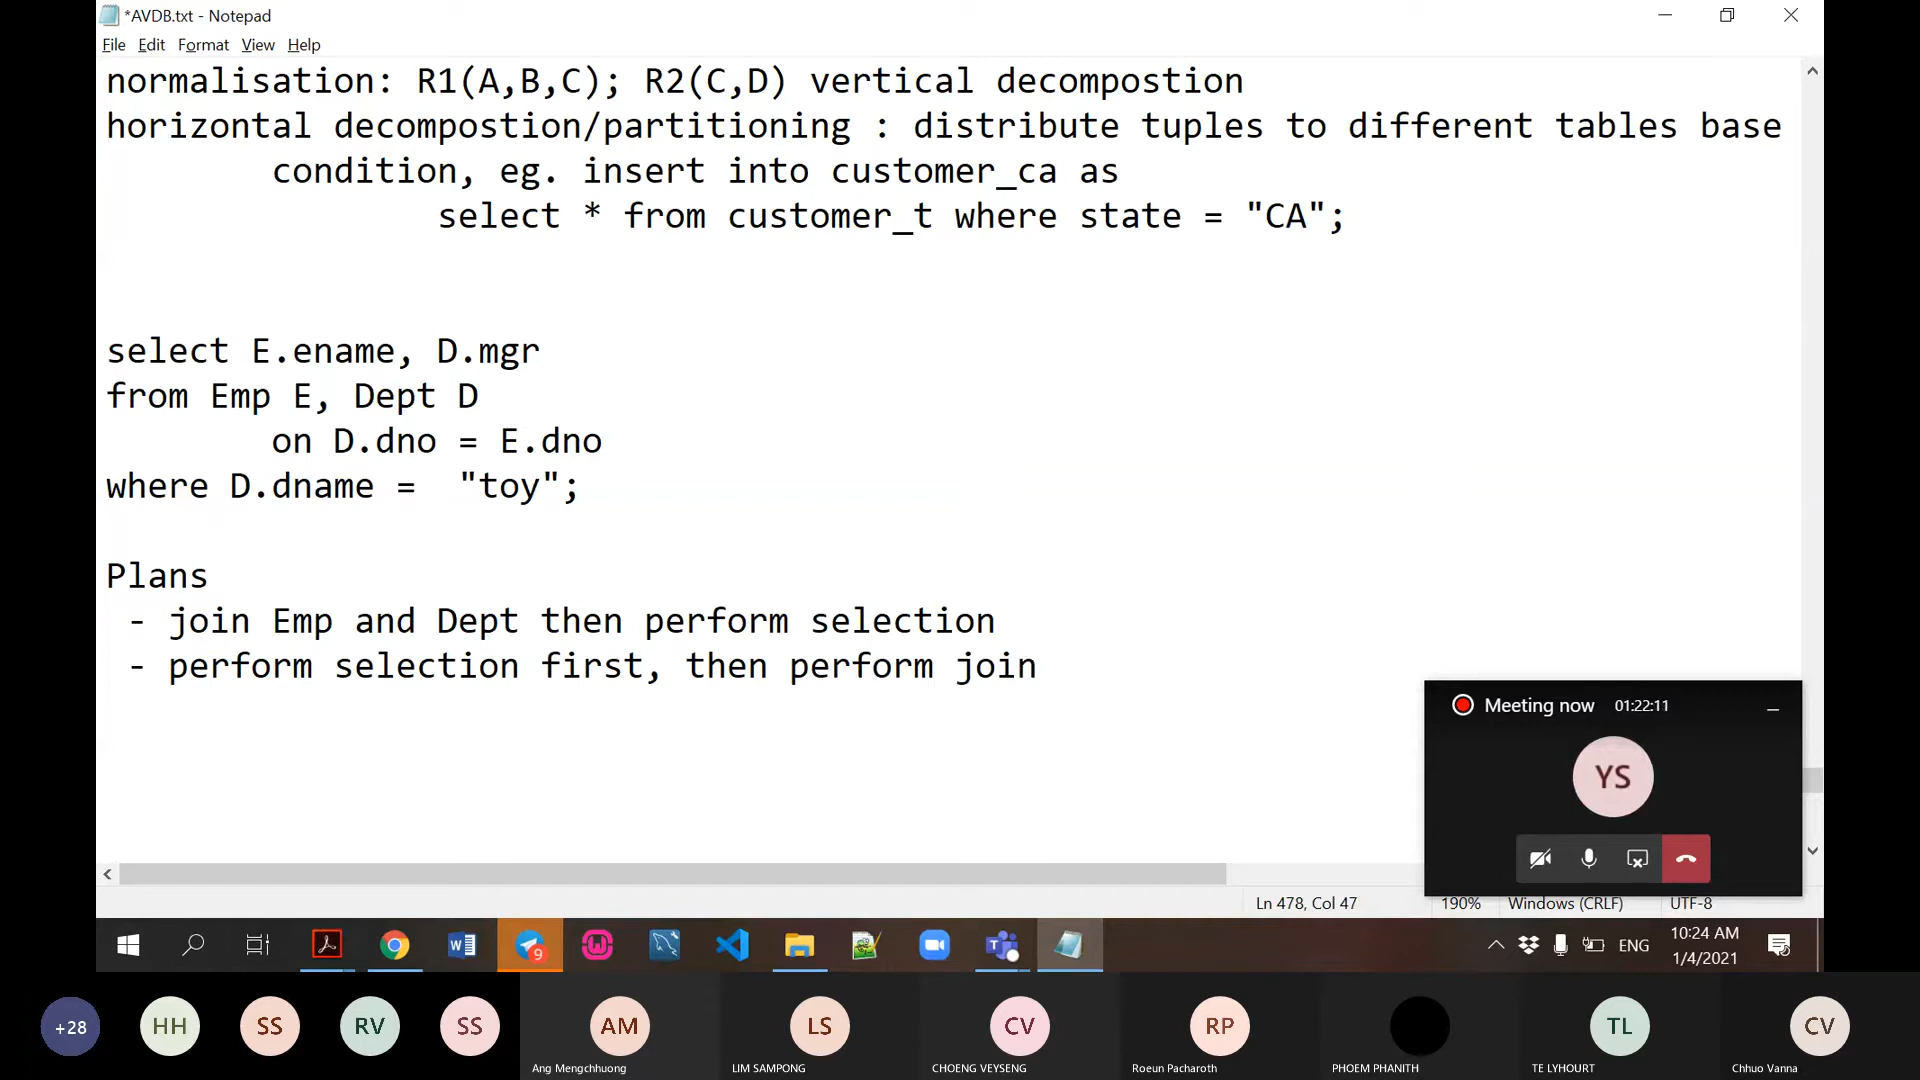 *AVDB.txt - Notepad
File Edit Format View Help
normalisation: R1(A,B,C); R2(C,D) vertical decompostion
horizontal decompostion/partitioning : distribute tuples to different tables base
condition, eg. insert into customer_ca as
select * from customer_t where state = "CA";
select E.ename, D.mgr
from Emp E, Dept D
on D.dno = E.dno
where D.dname = "toy";
Plans
- join Emp and Dept then perform selection
- perform selection first, then perform join
Meeting now 01:22:11
YS
Ln 478, Col 47 190% Windows (CRLF) UTF-8
9
ENG
10:24 AM
1/4/2021
+28 HH SS RV SS AM LS CV RP TL CV
Ang Mengchhuong LIM SAMPONG CHOENG VEYSENG Roeun Pacharoth PHOEM PHANITH TE LYHOURT Chhuo Vanna